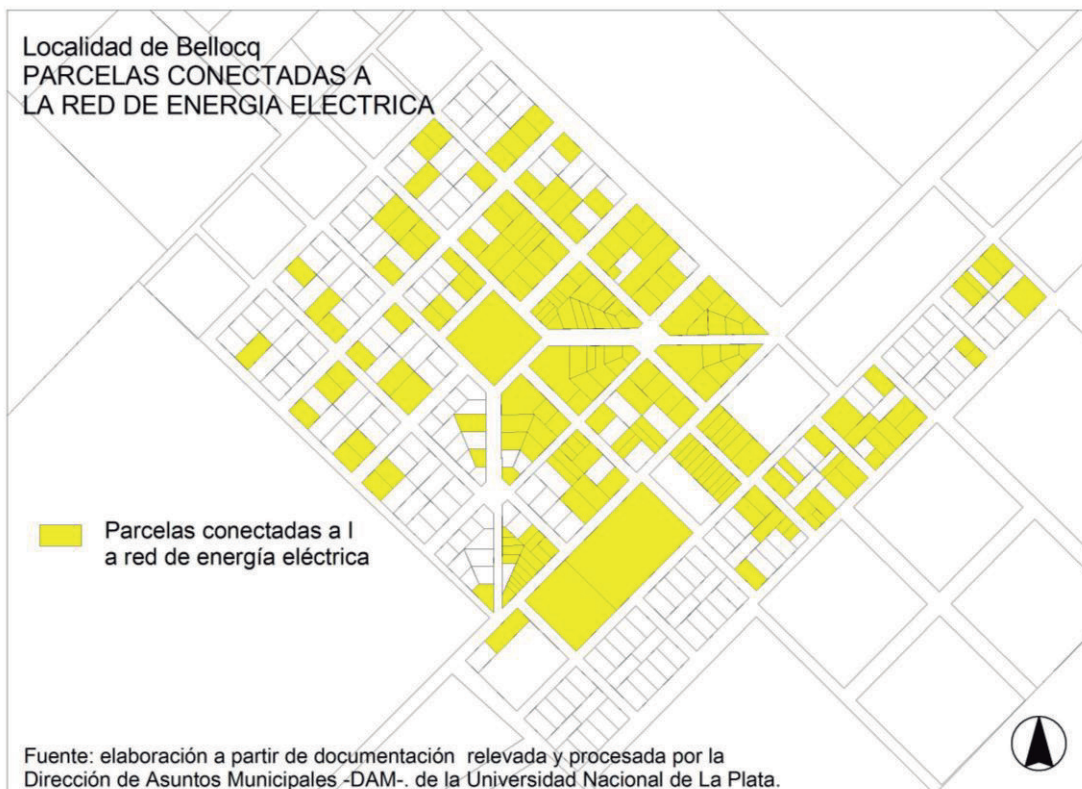 Localidad de Bellocq
PARCELAS CONECTADAS A
LA RED DE ENERGIA ELECTRICA
Parcelas conectadas a l
a red de energía eléctrica
Fuente: elaboración a partir de documentación relevada y procesada por la
Dirección de Asuntos Municipales -DAM-. de la Universidad Nacional de La Plata.